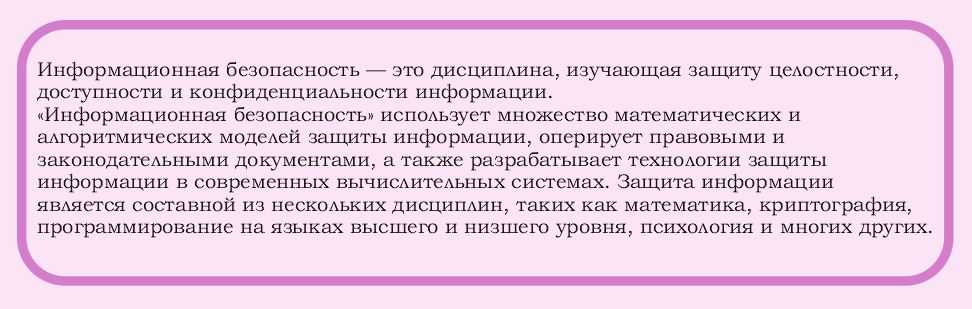 Информационная безопасность — это дисциплина, изучающая защиту целостности,
доступности и конфиденциальности информации.
«Информационная безопасность» использует множество математических и
алгоритмических моделей защиты информации, оперирует правовыми и
законодательными документами, а также разрабатывает технологии защиты
информации в современных вычислительных системах. Защита информации
является составной из нескольких дисциплин, таких как математика, криптография,
программирование на языках высшего и низшего уровня, психология и многих других.